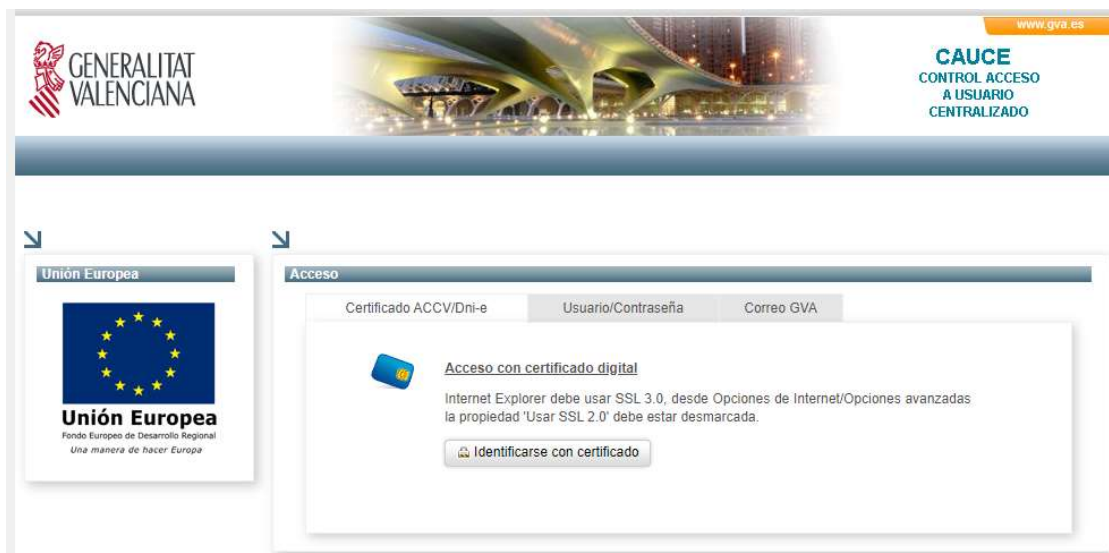 www.gva.es
GENERALITAT
VALENCIANA
CAUCE
CONTROL ACCESO
A USUARIO
CENTRALIZADO
Unión Europea
Unión Europea
Fondo Europeo de Desarrollo Regional
Una manera de hacer Europa
Acceso
Certificado ACCV/Dni-e
Usuario/Contraseña
Correo GVA
Acceso con certificado digital
Internet Explorer debe usar SSL 3.0, desde Opciones de Internet/Opciones avanzadas
la propiedad 'Usar SSL 2.0' debe estar desmarcada.
Identificarse con certificado